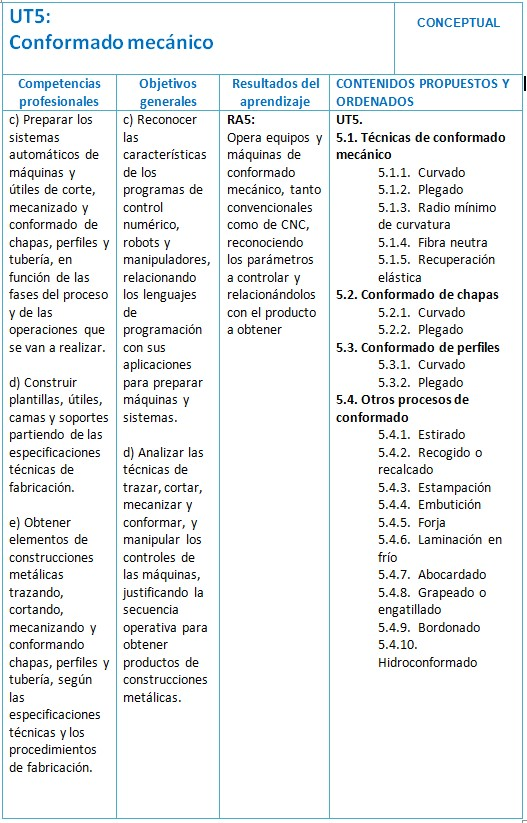 UT5:
Conformado mecánico
CONCEPTUAL
Competencias
profesionales
c) Preparar los
sistemas
automáticos de
máquinas y
útiles de corte,
mecanizado y
conformado de
chapas, perfiles y
tubería, en
función de las
fases del proceso
y de las
operaciones que
se van a realizar.
d) Construir
plantillas, útiles,
camas y soportes
partiendo de las
especificaciones
técnicas de
fabricación.
e) Obtener
elementos de
construcciones
metálicas
trazando,
cortando,
mecanizando y
conformando
chapas, perfiles y
tubería, según
las
especificaciones
técnicas y los
procedimientos
de fabricación.
Objetivos
generales
c) Reconocer
las
características
de los
programas de
control
numérico,
robots y
manipuladores,
relacionando
los lenguajes
de
programación
con sus
aplicaciones
para preparar
máquinas y
sistemas.
d) Analizar las
técnicas de
trazar, cortar,
mecanizar y
conformar, y
manipular los
controles de
las máquinas,
justificando la
secuencia
operativa para
obtener
productos de
construcciones
metálicas.
Resultados del
aprendizaje
RA5:
Opera equipos y
máquinas de
conformado
mecánico, tanto
convencionales
como de CNC,
reconociendo
los parámetros
a controlar y
relacionándolos
con el producto
a obtener
CONTENIDOS PROPUESTOS Y
ORDENADOS
UT5.
5.1. Técnicas de conformado
mecánico
5.1.1. Curvado
5.1.2. Plegado
5.1.3. Radio mínimo
de curvatura
5.1.4. Fibra neutra
5.1.5. Recuperación
elástica
5.2. Conformado de chapas
5.2.1. Curvado
5.2.2. Plegado
5.3. Conformado de perfiles
5.3.1. Curvado
5.3.2. Plegado
5.4. Otros procesos de
conformado
5.4.1. Estirado
5.4.2. Recogido o
recalcado
5.4.3. Estampación
5.4.4. Embutición
5.4.5. Forja
5.4.6. Laminación en
frío
5.4.7. Abocardado
5.4.8. Grapeado o
engatillado
5.4.9. Bordonado
5.4.10.
Hidroconformado